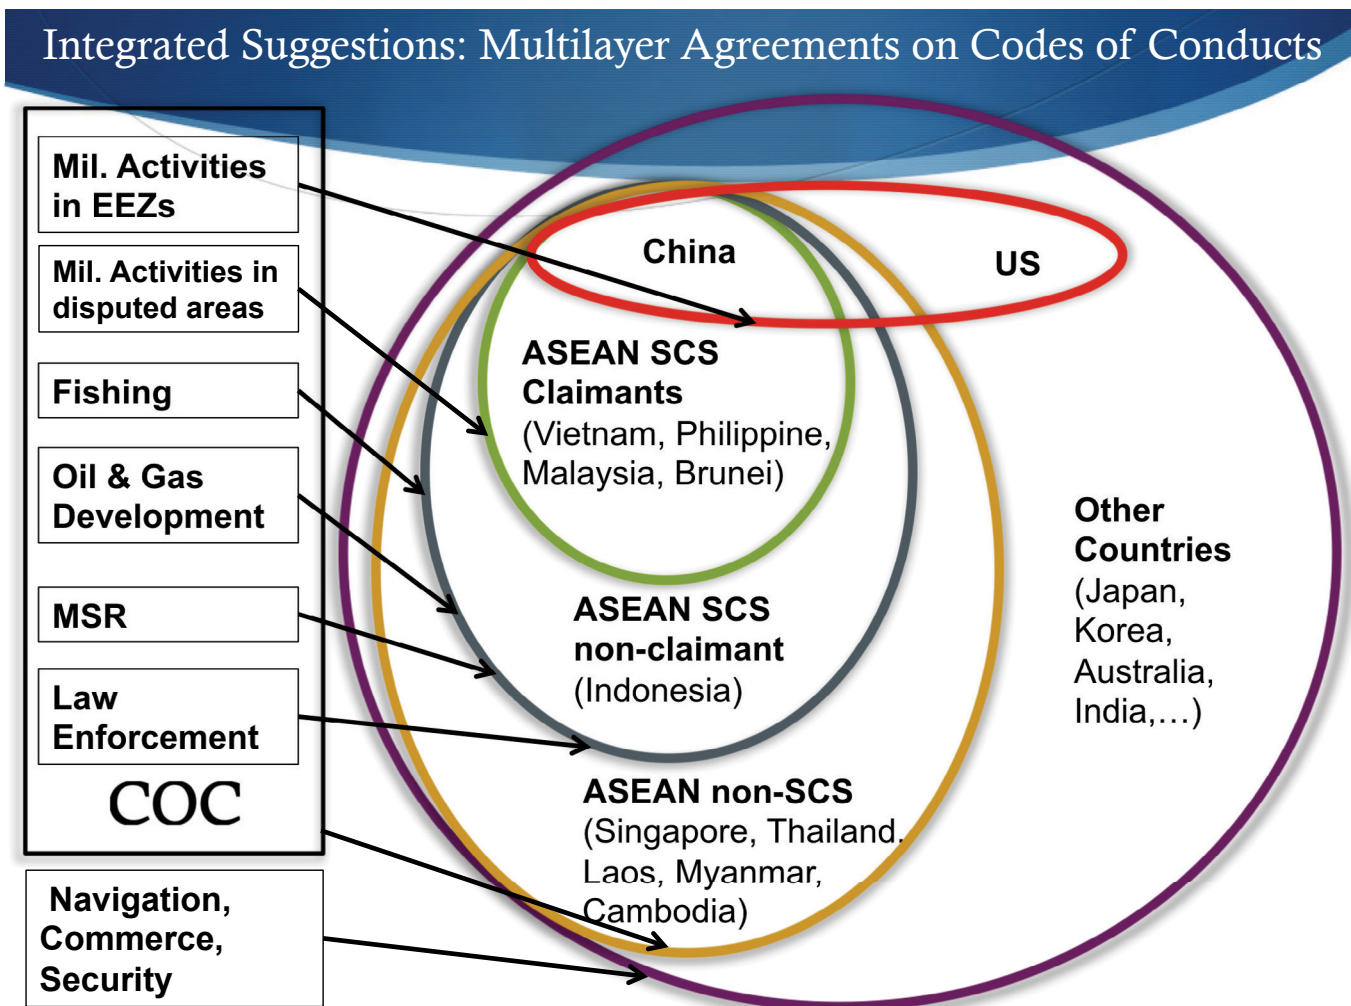 Integrated Suggestions: Multilayer Agreements on Codes of Conducts
Mil. Activities
in EEZs
Mil. Activities in
disputed areas
Fishing
Oil & Gas
Development
MSR
Law
Enforcement
COC
Navigation,
Commerce,
Security
China
US
ASEAN SCS
Claimants
(Vietnam, Philippine,
Malaysia, Brunei)
ASEAN SCS
non-claimant
(Indonesia)
ASEAN non-SCS
(Singapore, Thailand.
Laos, Myanmar,
Cambodia)
Other
Countries
(Japan,
Korea,
Australia,
India,...)